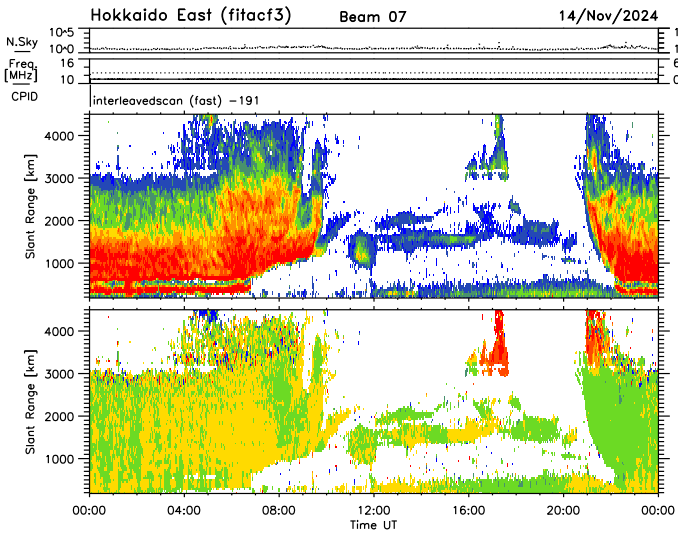 Hokkaido East (fitacf3) Beam 07 14/Nov/2024
N.Sky 10^5 10^0 1 1
Freq. [MHz] 16 10 6 0
CPID interleavedscan (fast) -191
Slant Range [km] 4000 3000 2000 1000
Slant Range [km] 4000 3000 2000 1000
00:00 04:00 08:00 12:00 16:00 20:00 00:00
Time UT